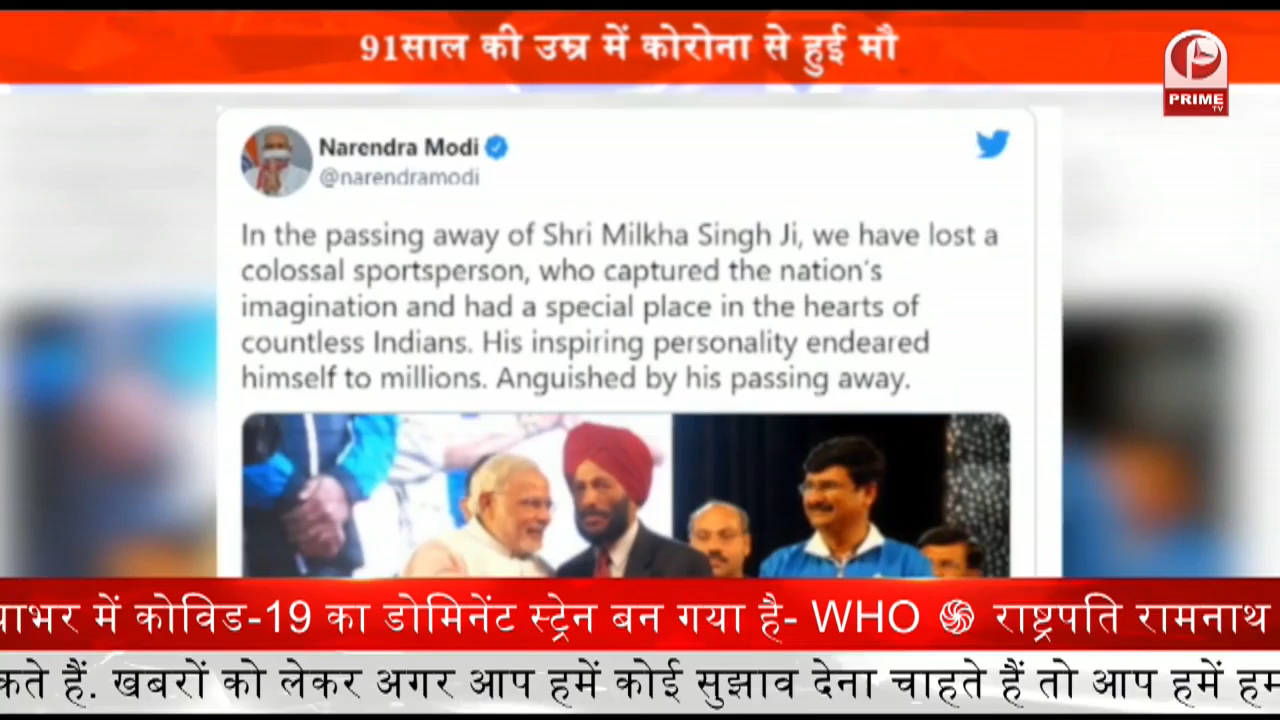 91साल की उम्र में कोरोना से हुई मौ
PRIME
TV
Narendra Modi
@narendramodi
In the passing away of Shri Milkha Singh Ji, we have lost a
colossal sportsperson, who captured the nation's
imagination and had a special place in the hearts of
countless Indians. His inspiring personality endeared
himself to millions. Anguished by his passing away.
याभर में कोविड-19 का डोमिनेंट स्ट्रेन बन गया है- WHO ֍ राष्ट्रपति रामनाथ
कते हैं. खबरों को लेकर अगर आप हमें कोई सुझाव देना चाहते हैं तो आप हमें हम